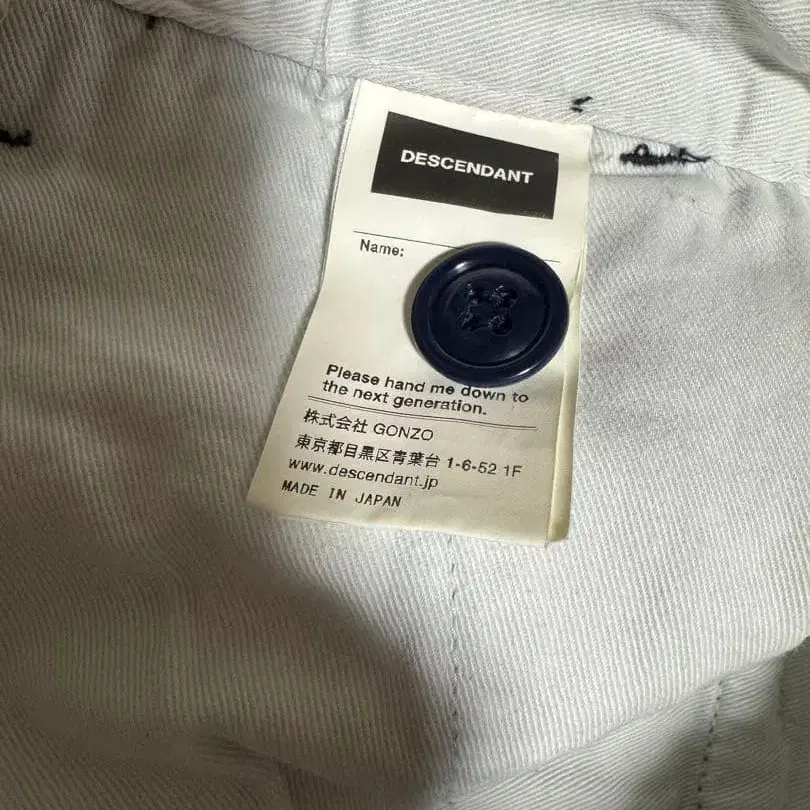 DESCENDANT
Name:
Please hand me down to
the next generation.
株式会社 GONZO
東京都目黒区青葉台 1-6-52 1F
www.descendant.jp
MADE IN JAPAN